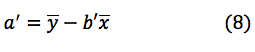 a′ = y̅ − b′x̅ (8)